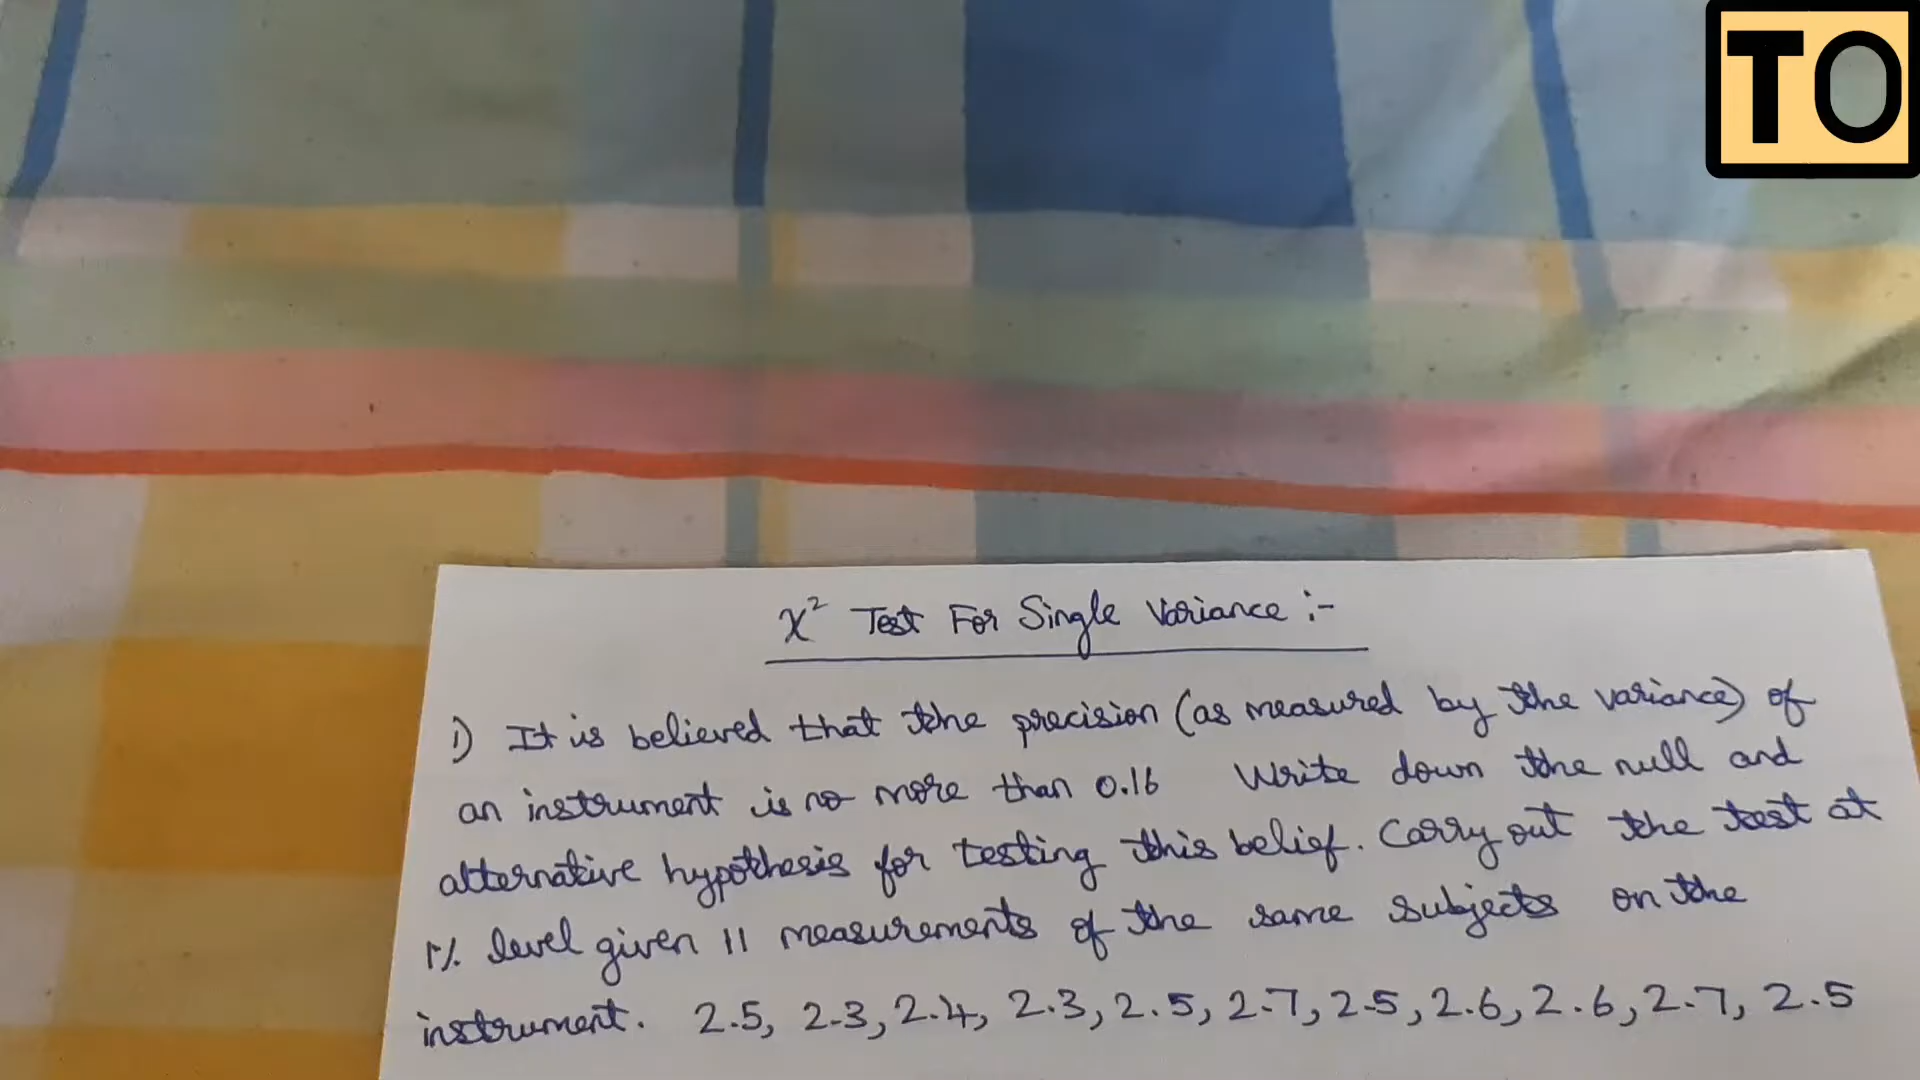 TO
χ² Test For Single Variance :-
1) It is believed that the precision (as measured by the variance) of
an instrument is no more than 0.16 Write down the null and
alternative hypothesis for testing this belief. Carry out the test at
1% level given 11 measurements of the same subjects on the
instrument. 2.5, 2.3, 2.4, 2.3, 2.5, 2.7, 2.5, 2.6, 2.6, 2.7, 2.5